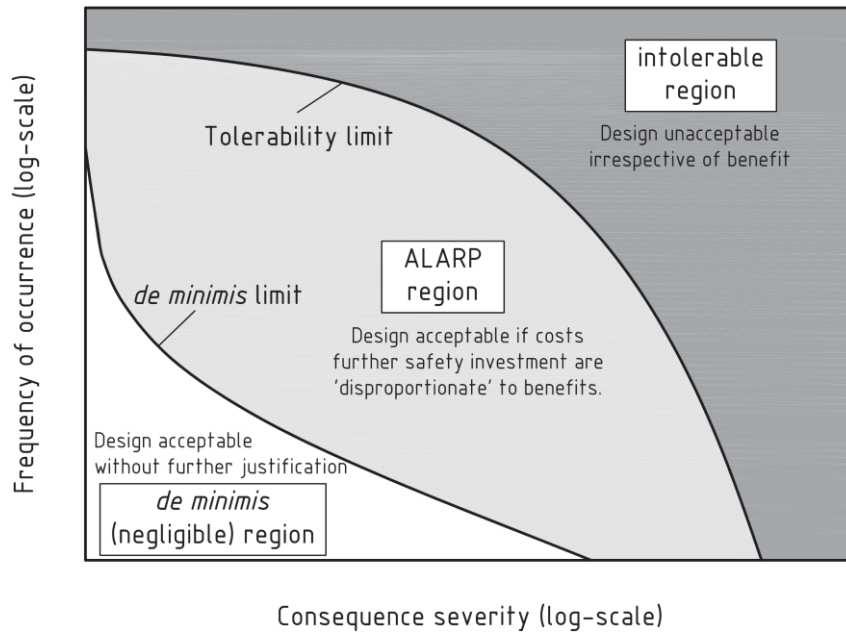 Frequency of occurrence (log-scale)
intolerable
region
Design unacceptable
irrespective of benefit
Tolerability limit
ALARP
region
Design acceptable if costs
further safety investment are
'disproportionate' to benefits.
de minimis limit
Design acceptable
without further justification
de minimis
(negligible) region
Consequence severity (log-scale)